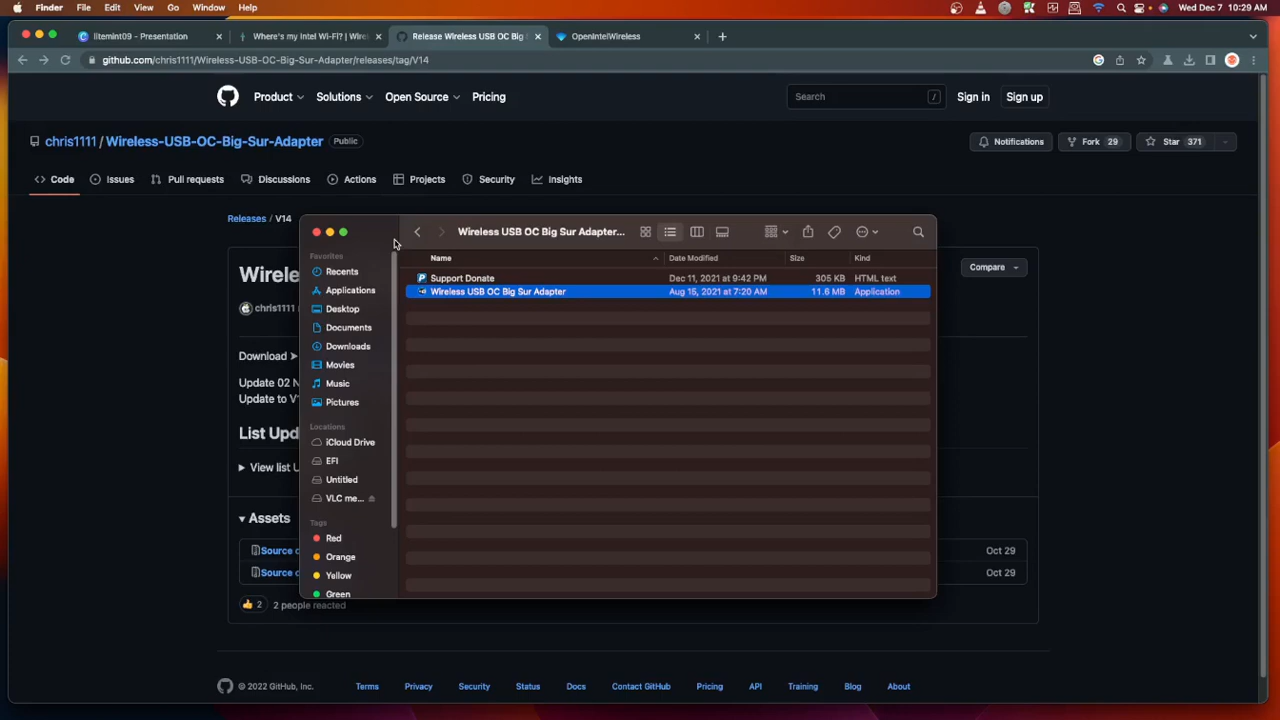 Finder File Edit View Go Window Help Wed Dec 7 10:29 AM
litemint09 - Presentation Where's my Intel Wi-Fi? | Wirel Release Wireless USB OC Big S OpenIntelWireless
github.com/chris1111/Wireless-USB-OC-Big-Sur-Adapter/releases/tag/V14
Product Solutions Open Source Pricing Search / Sign in Sign up
chris1111 / Wireless-USB-OC-Big-Sur-Adapter Public Notifications Fork 29 Star 371
Code Issues Pull requests Discussions Actions Projects Security Insights
Releases / V14
Wirele
Compare
chris1111
Download ➤
Update 02 N
Update to V1
List Upd
View list U
Assets
Source c
Oct 29
Source c
Oct 29
2 2 people reacted
Wireless USB OC Big Sur Adapter...
Favorites
Recents
Applications
Desktop
Documents
Downloads
Movies
Music
Pictures
Locations
iCloud Drive
EFI
Untitled
VLC me...
Tags
Red
Orange
Yellow
Green
Name Date Modified Size Kind
Support Donate Dec 11, 2021 at 9:42 PM 305 KB HTML text
Wireless USB OC Big Sur Adapter Aug 15, 2021 at 7:20 AM 11.6 MB Application
© 2022 GitHub, Inc. Terms Privacy Security Status Docs Contact GitHub Pricing API Training Blog About